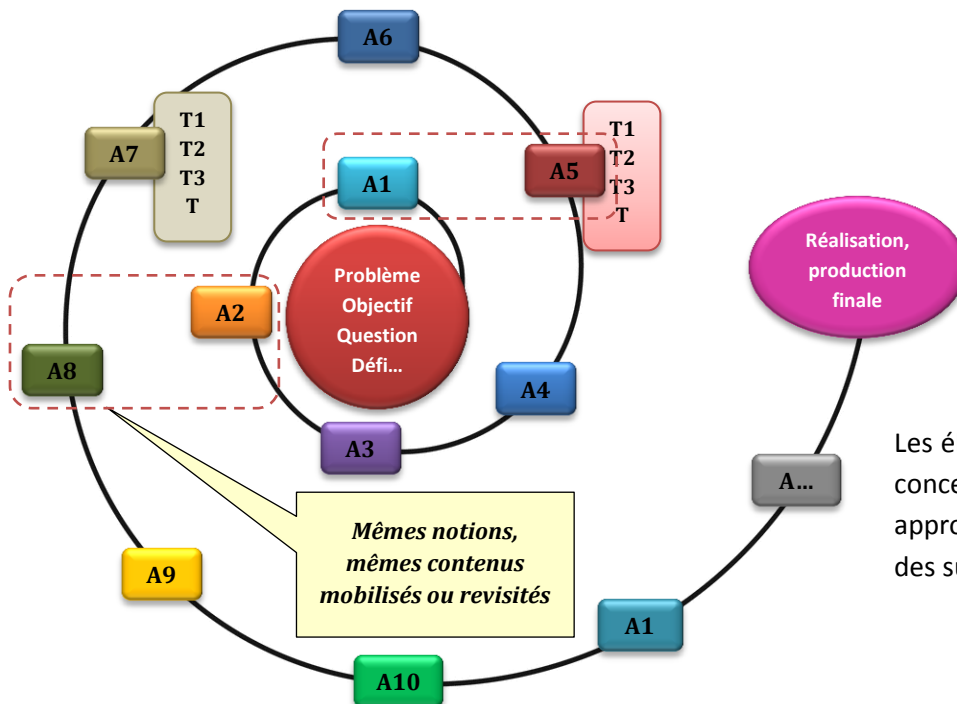 A6
T1
T2
T3
T
A7
T1
T2
T3
T
A5
A1
Réalisation,
production
finale
Problème
Objectif
Question
Défi...
A2
A8
A4
A3
Les é
conce
appro
des su
A...
Mêmes notions,
mêmes contenus
mobilisés ou revisités
A9
A1
A10